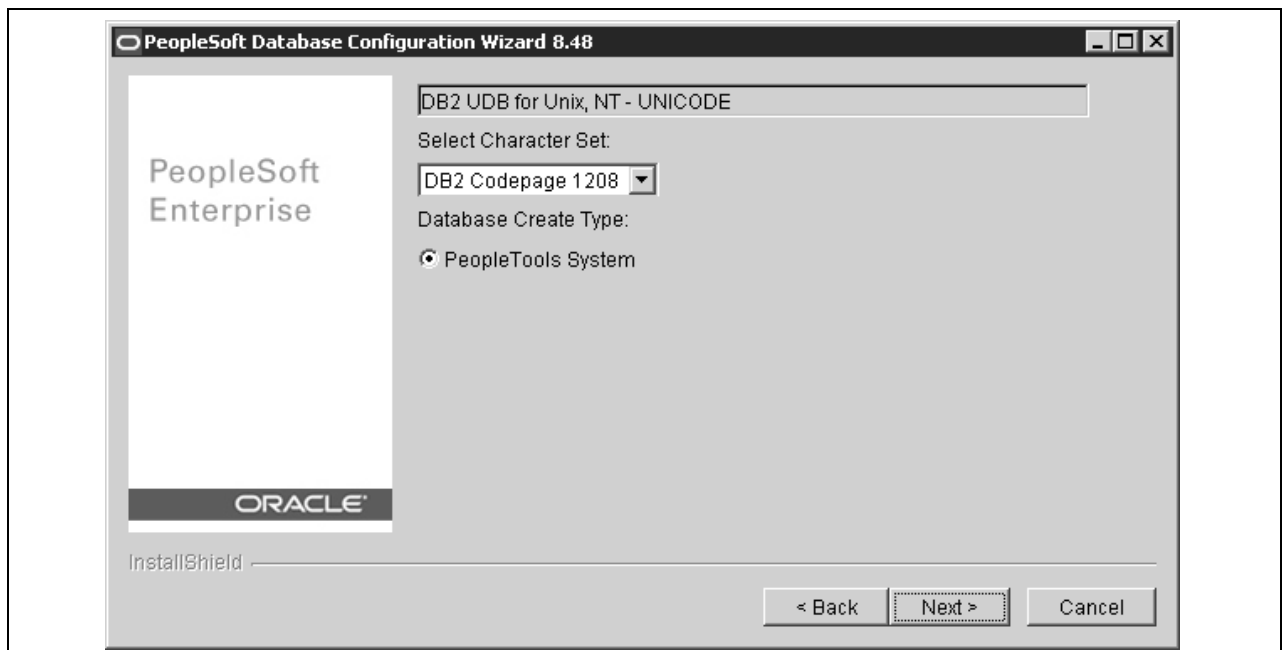 PeopleSoft Database Configuration Wizard 8.48
DB2 UDB for Unix, NT - UNICODE
Select Character Set:
DB2 Codepage 1208
Database Create Type:
PeopleTools System
PeopleSoft
Enterprise
ORACLE
InstallShield
< Back
Next >
Cancel